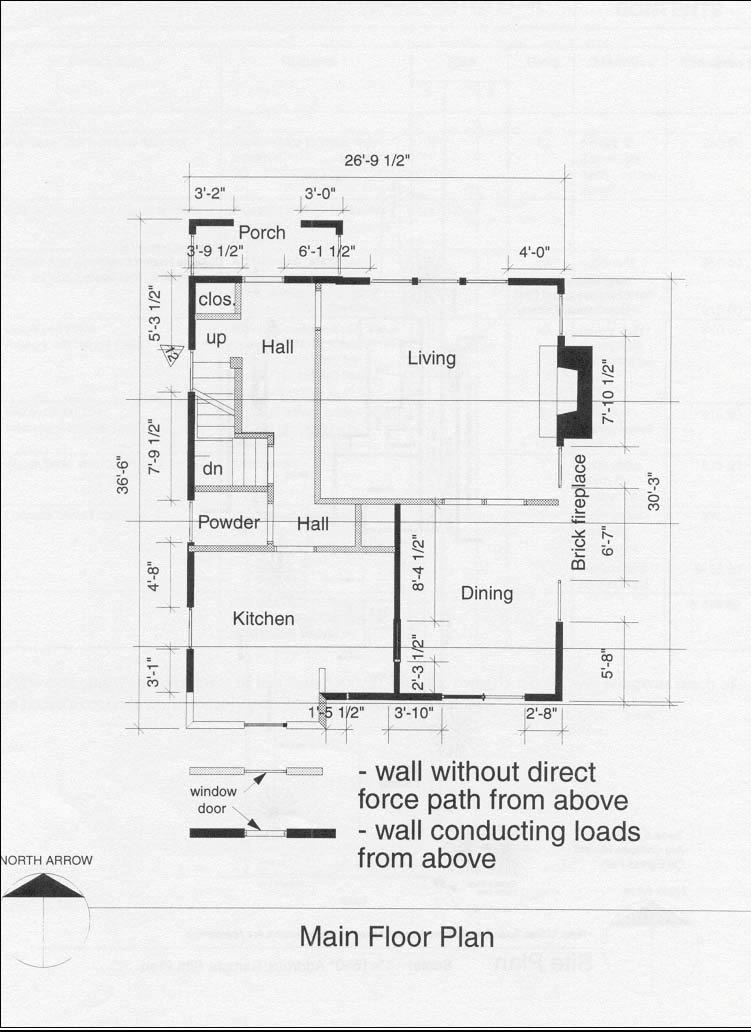 26'-9 1/2"
3'-2"
3'-0"
Porch
3'-9 1/2"
6'-1 1/2"
4'-0"
clos.
5'-3 1/2"
up
Hall
Living
7'-10 1/2"
36'-6"
7'-9 1/2"
dn
30'-3"
Brick fireplace
Powder
Hall
6'-7"
8'-4 1/2"
4'-8"
Dining
Kitchen
3'-1"
2'-3 1/2"
5'-8"
1'-5 1/2"
3'-10"
2'-8"
- wall without direct
force path from above
window
door
- wall conducting loads
from above
NORTH ARROW
Main Floor Plan